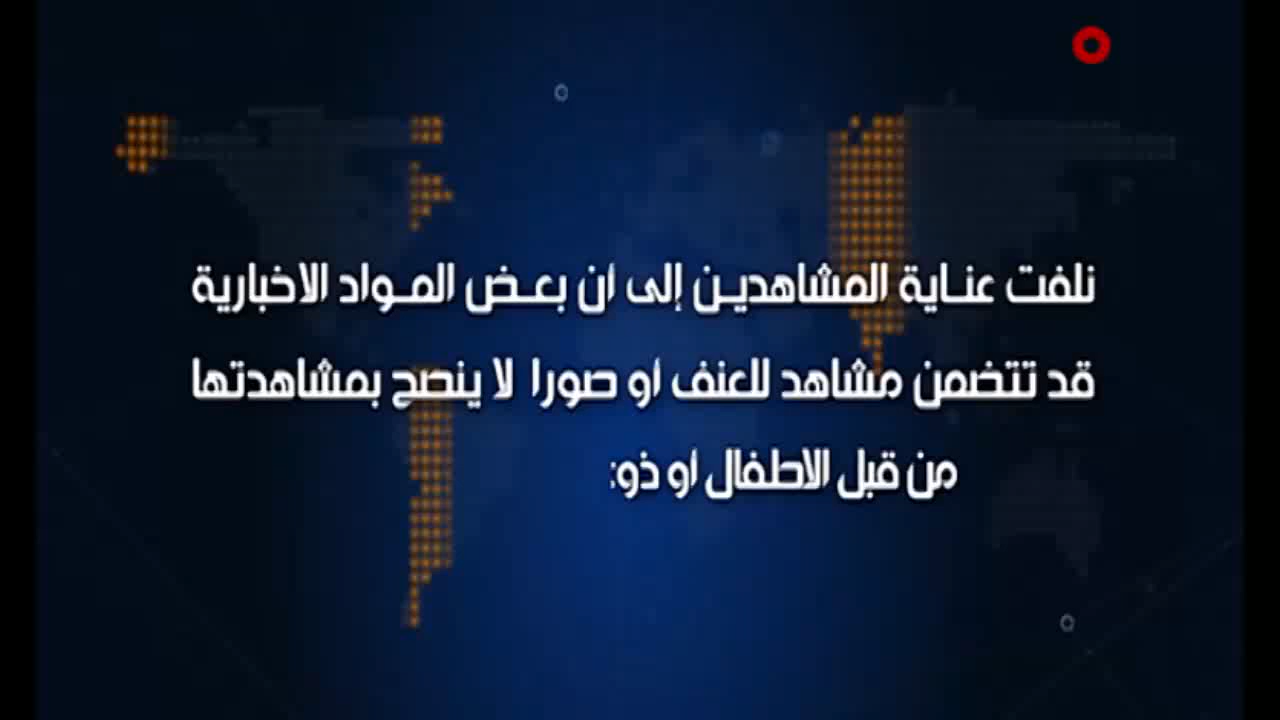 نلفت عناية المشاهدين إلى ان بعض المواد الاخبارية
قد تتضمن مشاهد للعنف او صورا لا ينصح بمشاهدتها
من قبل الاطفال او